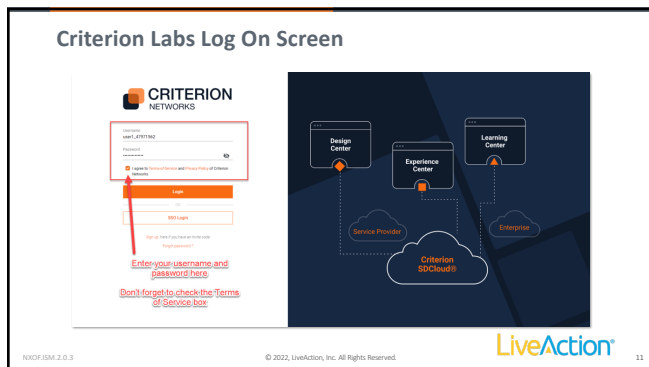 Criterion Labs Log On Screen
CRITERION
NETWORKS
Username
user1_47971562
Password
I agree to Terms of Service and Privacy Policy of Criterion
Networks
Login
or
SSO Login
Sign up here if you have an invite code
Forgot password?
Enter your username and
password here
Don't forget to check the Terms
of Service box
Design
Center
Experience
Center
Learning
Center
Service Provider
Enterprise
Criterion
SDCloud®
NXOF.ISM.2.0.3
© 2022, LiveAction, Inc. All Rights Reserved.
LiveAction®
11